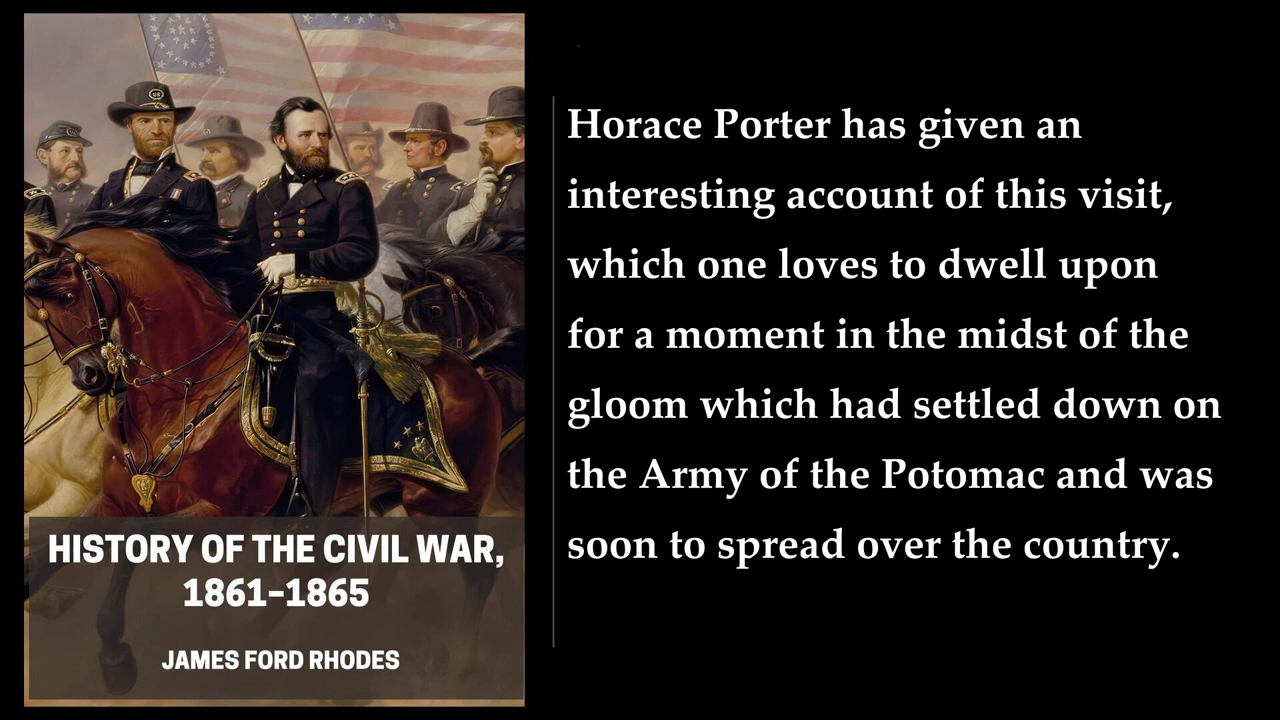 HISTORY OF THE CIVIL WAR,
1861–1865
JAMES FORD RHODES
Horace Porter has given an
interesting account of this visit,
which one loves to dwell upon
for a moment in the midst of the
gloom which had settled down on
the Army of the Potomac and was
soon to spread over the country.